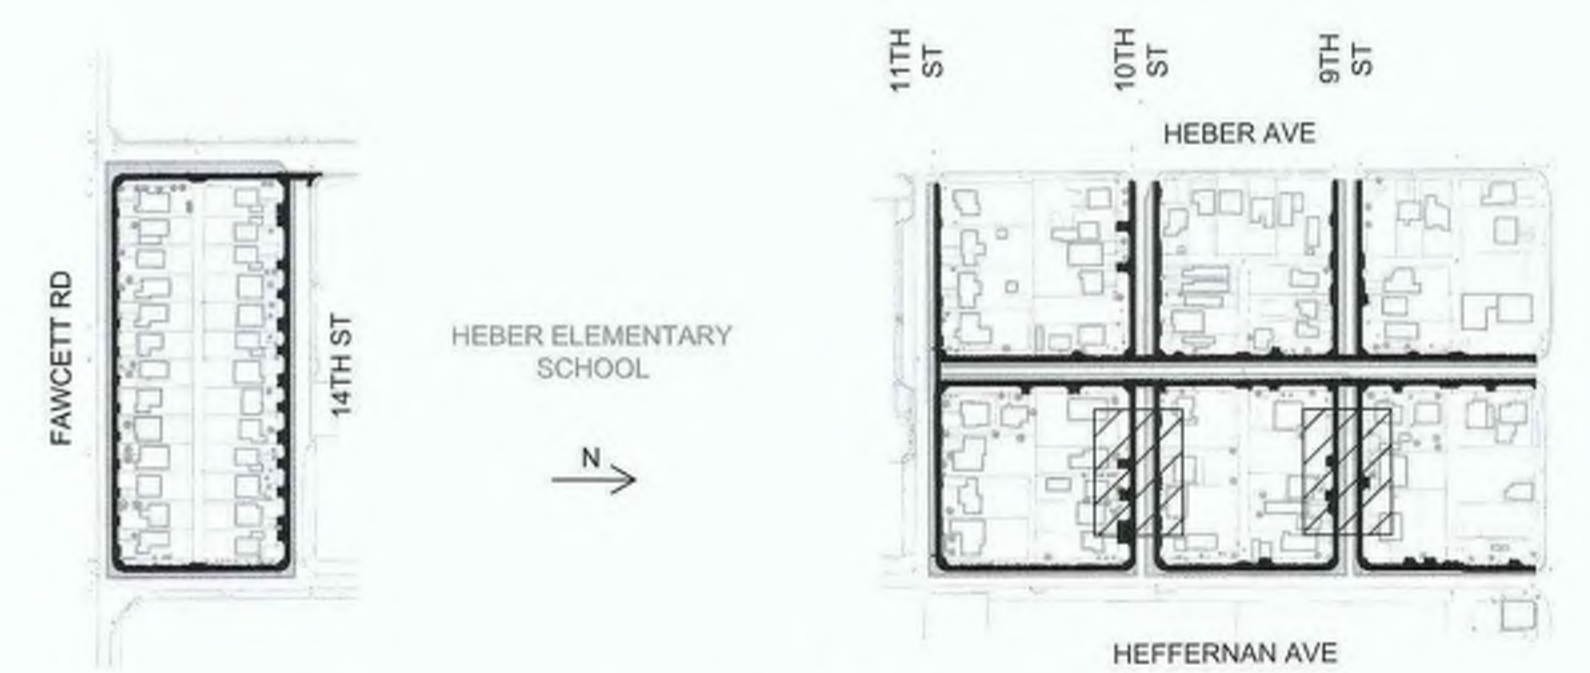 11TH
ST
10TH
ST
9TH
ST
HEBER AVE
FAWCETT RD
14TH ST
HEBER ELEMENTARY
SCHOOL
N
HEFFERNAN AVE